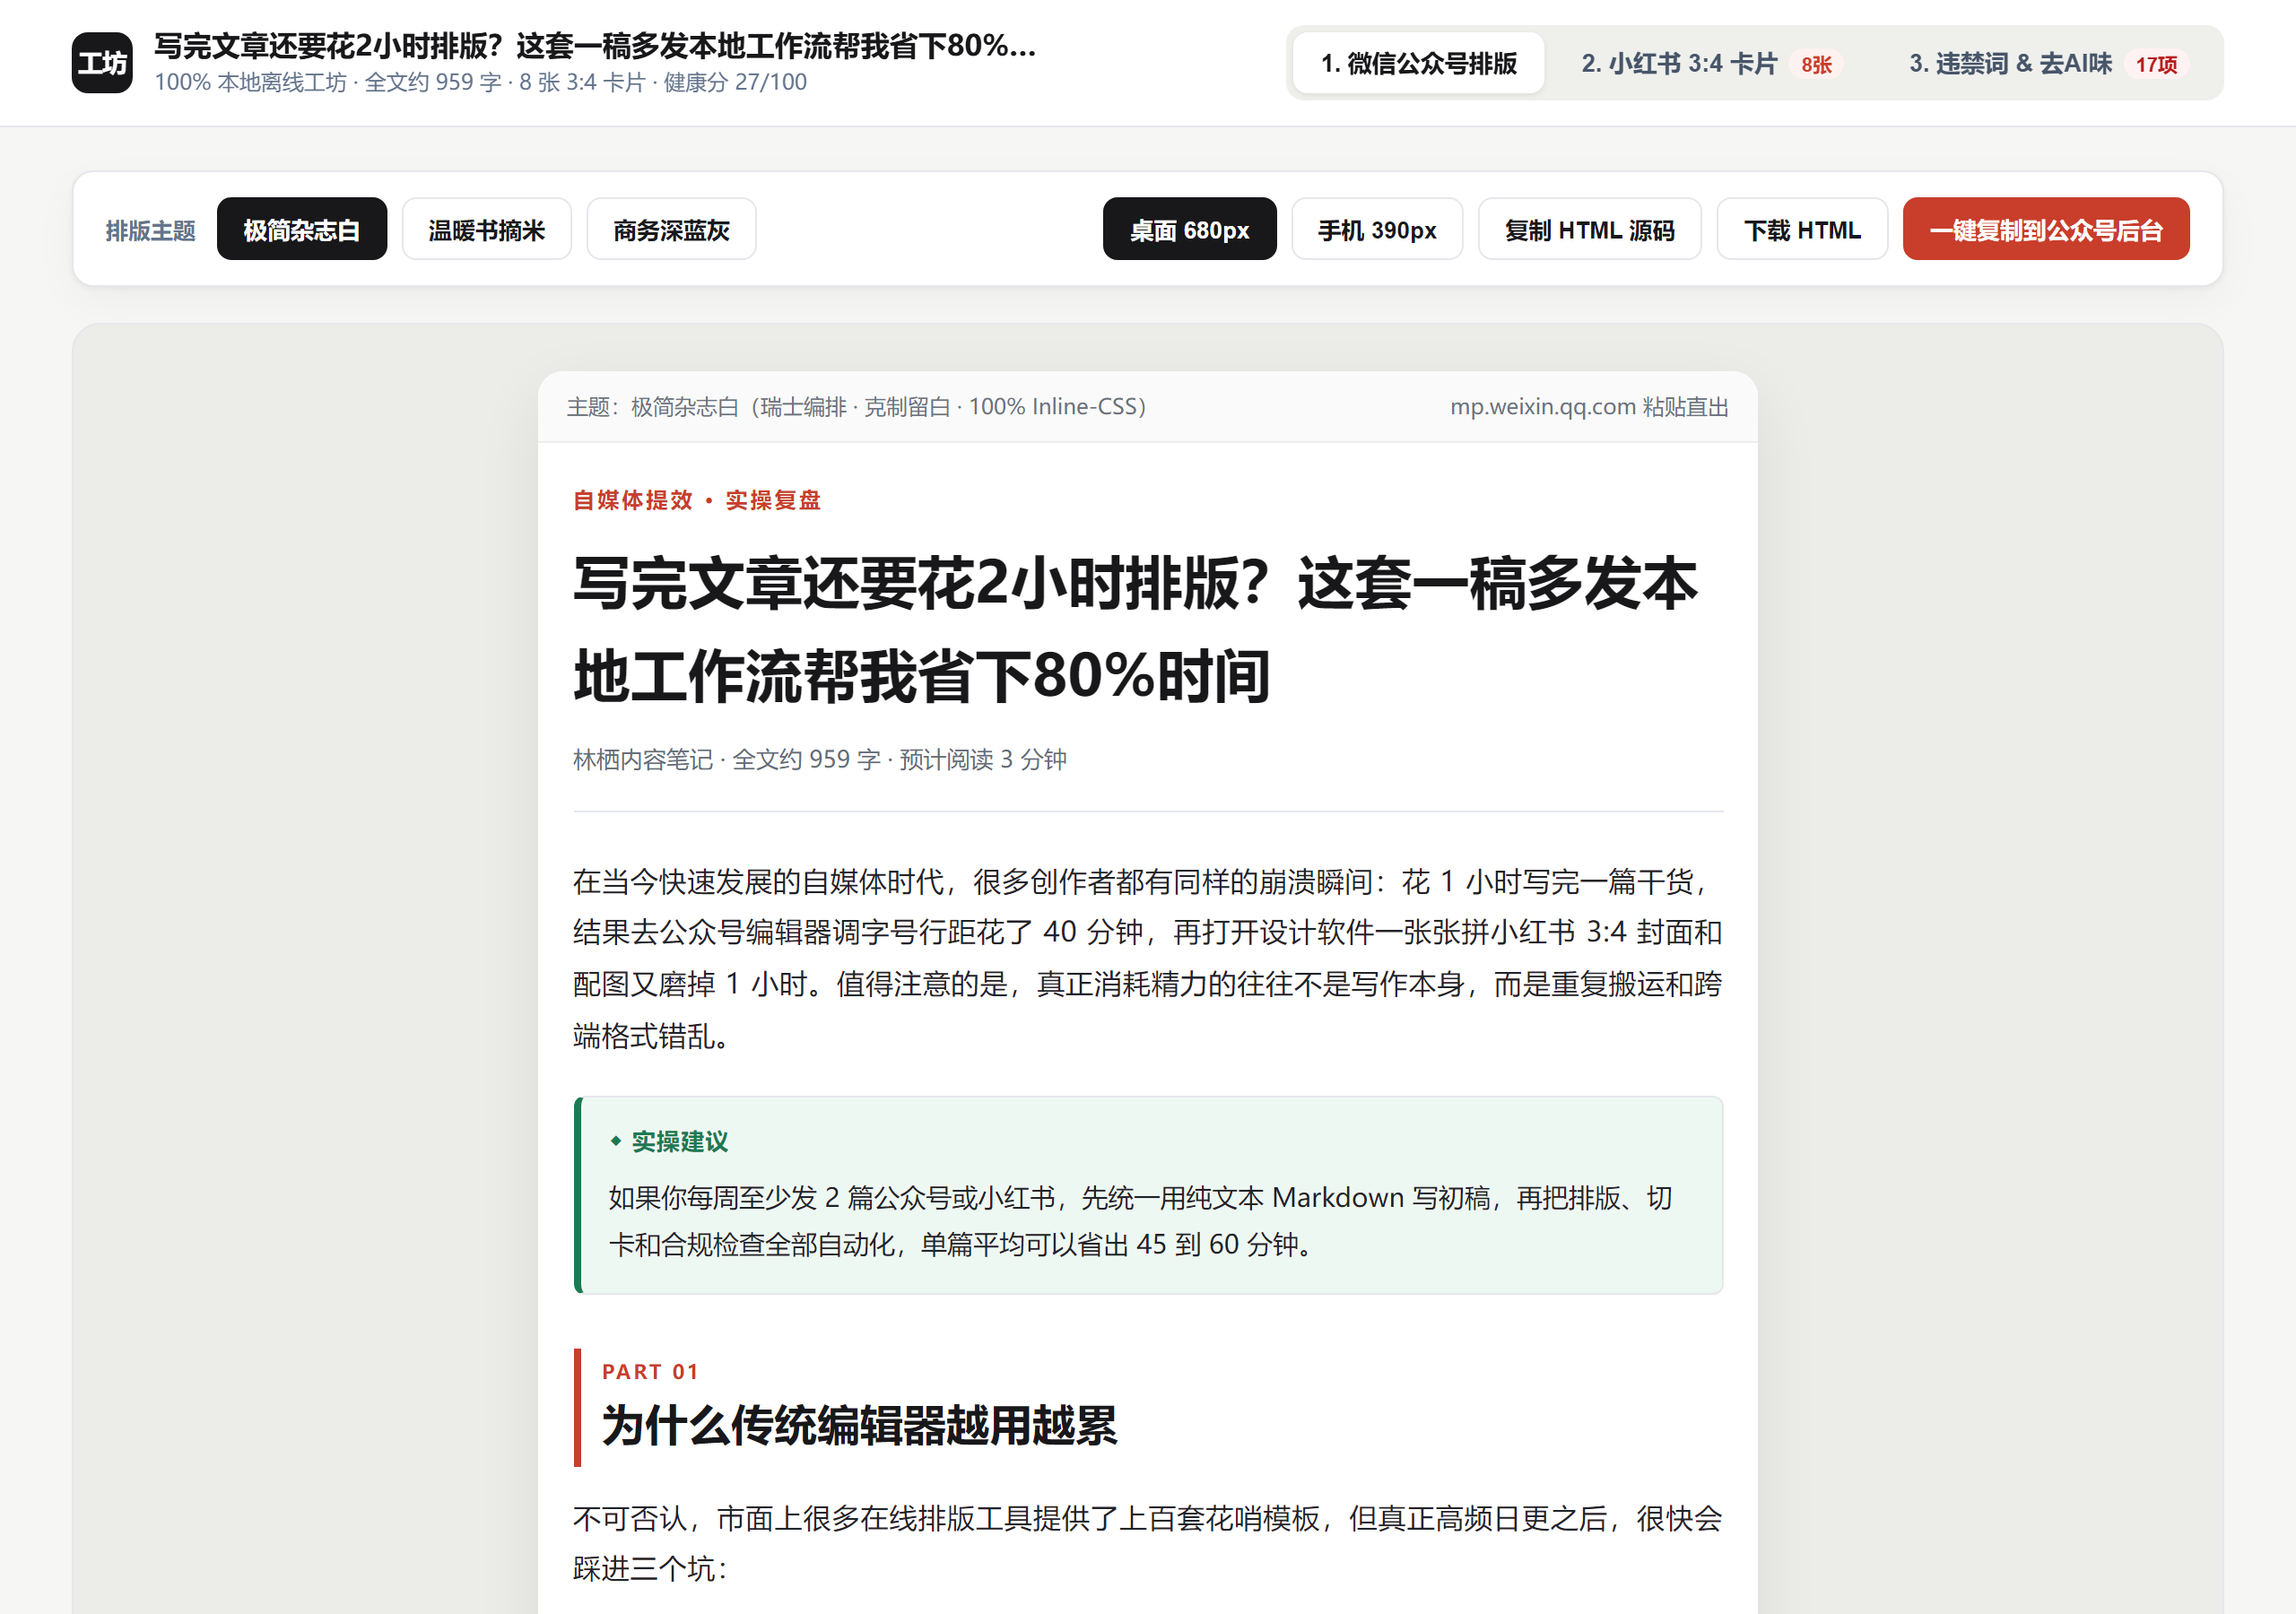 工坊
写完文章还要花2小时排版？这套一稿多发本地工作流帮我省下80%...
100% 本地离线工坊 · 全文约 959 字 · 8 张 3:4 卡片 · 健康分 27/100
1. 微信公众号排版
2. 小红书 3:4 卡片 8张
3. 违禁词 & 去AI味 17项
排版主题
极简杂志白
温暖书摘米
商务深蓝灰
桌面 680px
手机 390px
复制 HTML 源码
下载 HTML
一键复制到公众号后台
主题：极简杂志白（瑞士编排 · 克制留白 · 100% Inline-CSS）
mp.weixin.qq.com 粘贴直出
自媒体提效 • 实操复盘
写完文章还要花2小时排版？这套一稿多发本
地工作流帮我省下80%时间
林栖内容笔记 · 全文约 959 字 · 预计阅读 3 分钟
在当今快速发展的自媒体时代，很多创作者都有同样的崩溃瞬间：花 1 小时写完一篇干货，
结果去公众号编辑器调字号行距花了 40 分钟，再打开设计软件一张张拼小红书 3:4 封面和
配图又磨掉 1 小时。值得注意的是，真正消耗精力的往往不是写作本身，而是重复搬运和跨
端格式错乱。
◆ 实操建议
如果你每周至少发 2 篇公众号或小红书，先统一用纯文本 Markdown 写初稿，再把排版、切
卡和合规检查全部自动化，单篇平均可以省出 45 到 60 分钟。
PART 01
为什么传统编辑器越用越累
不可否认，市面上很多在线排版工具提供了上百套花哨模板，但真正高频日更之后，很快会
踩进三个坑：